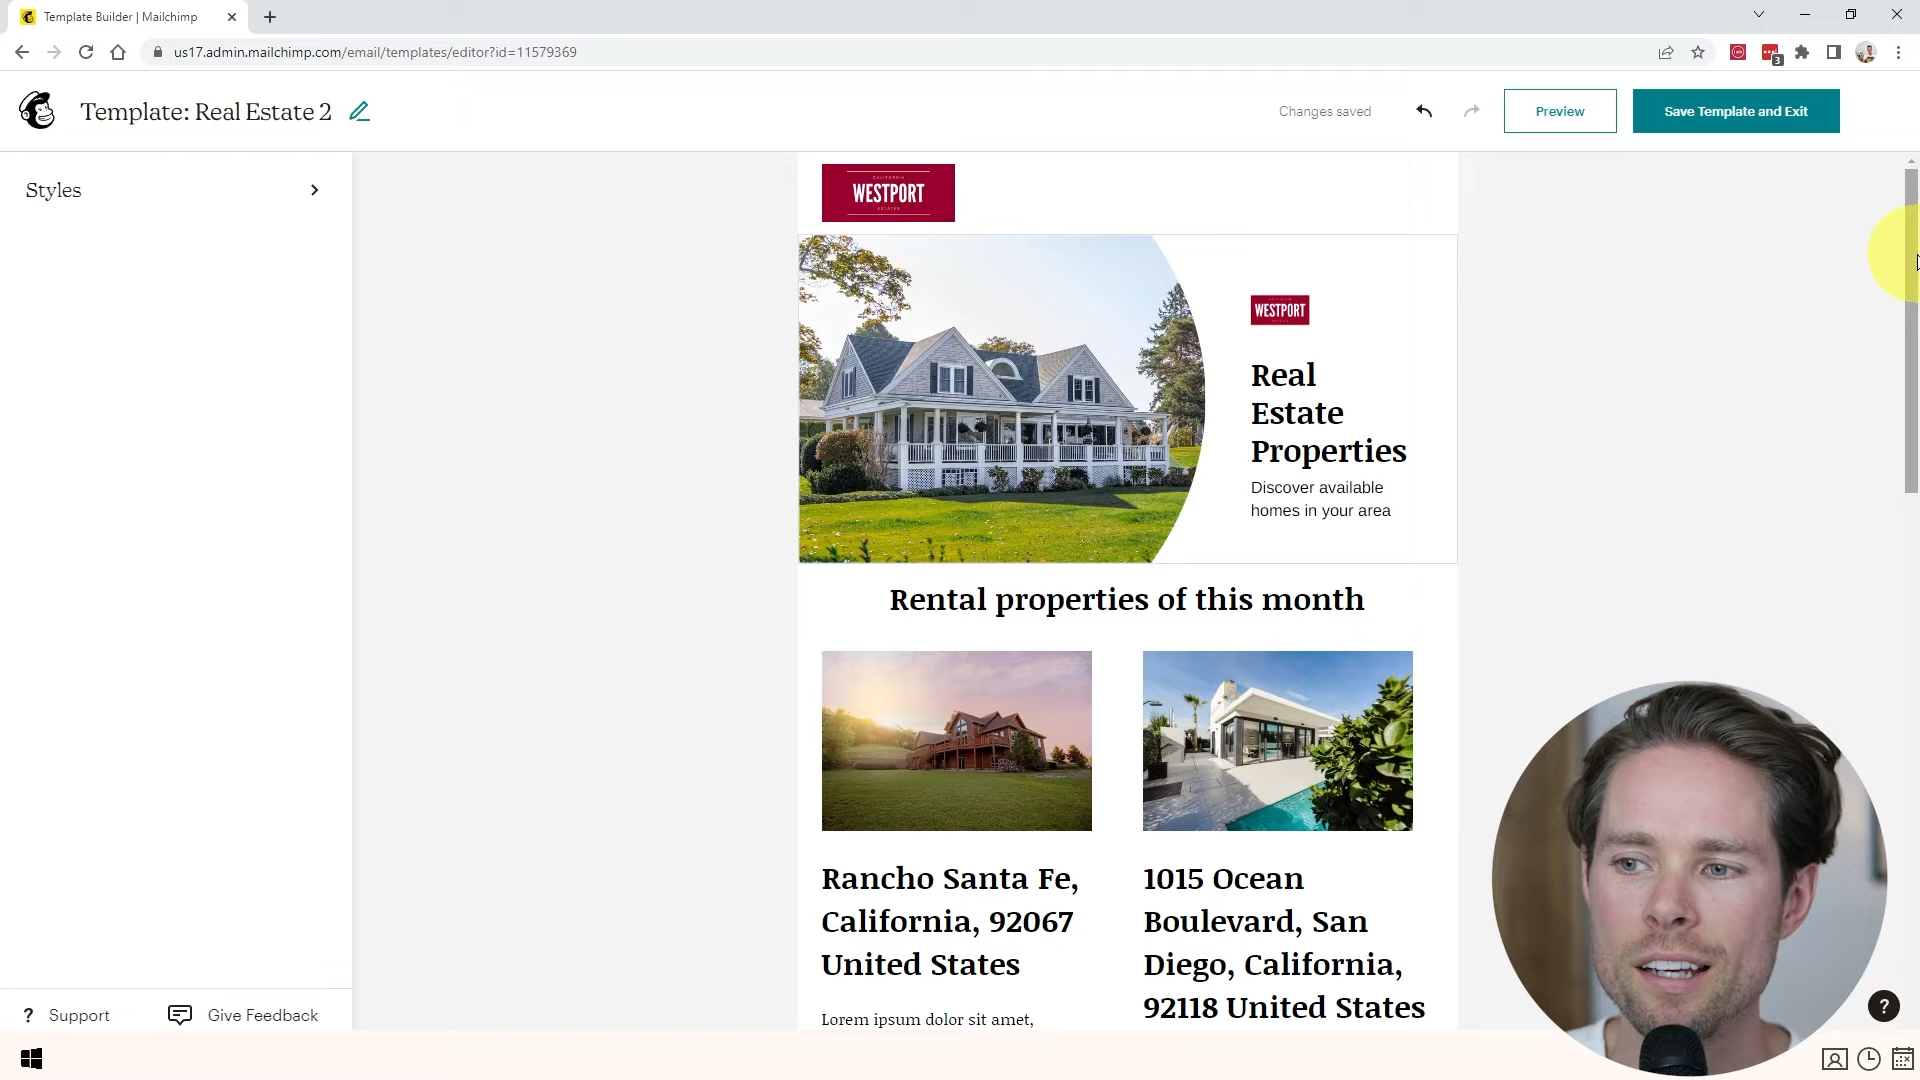 Template Builder | Mailchimp
us17.admin.mailchimp.com/email/templates/editor?id=11579369
3
Template: Real Estate 2
Changes saved
Preview
Save Template and Exit
Styles
CALIFORNIA
WESTPORT
ESTATES
WESTPORT
Real
Estate
Properties
Discover available
homes in your area
Rental properties of this month
Rancho Santa Fe,
California, 92067
United States
1015 Ocean
Boulevard, San
Diego, California,
92118 United States
Lorem ipsum dolor sit amet,
? Support
Give Feedback
?